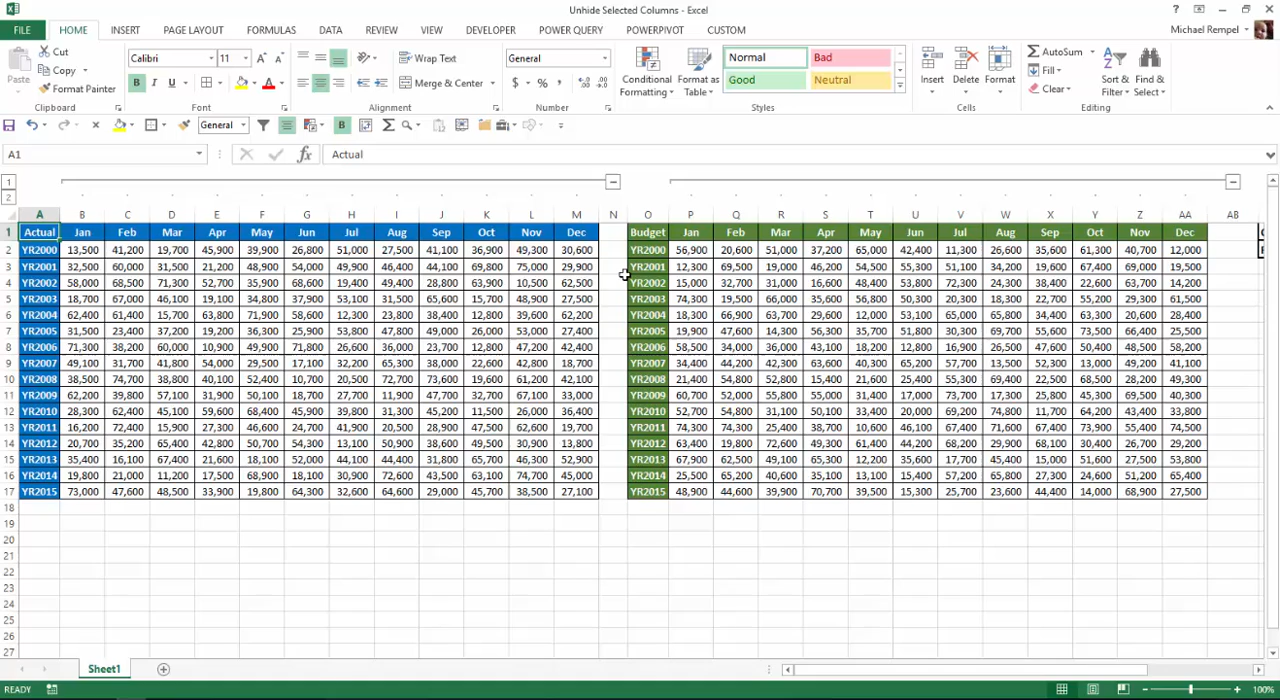 Unhide Selected Columns - Excel
FILE HOME INSERT PAGE LAYOUT FORMULAS DATA REVIEW VIEW DEVELOPER POWER QUERY POWERPIVOT CUSTOM Michael Rempel
Cut Calibri 11 Wrap Text General Normal Bad AutoSum
Paste Copy Merge & Center Conditional Formatting Format as Table Good Neutral Insert Delete Format Fill Sort & Filter Find & Select
Format Painter Clear
Clipboard Font Alignment Number Styles Cells Editing
General
A1 Actual
1
2
A B C D E F G H I J K L M N O P Q R S T U V W X Y Z AA AB
1 Actual Jan Feb Mar Apr May Jun Jul Aug Sep Oct Nov Dec Budget Jan Feb Mar Apr May Jun Jul Aug Sep Oct Nov Dec
2 YR2000 13,500 41,200 19,700 45,900 39,900 26,800 51,000 27,500 41,100 36,900 49,300 30,600 YR2000 56,900 20,600 51,000 37,200 65,000 42,400 11,300 26,600 35,600 61,300 40,700 12,000
3 YR2001 32,500 60,000 31,500 21,200 48,900 54,000 49,900 46,400 44,100 69,800 75,000 29,900 YR2001 12,300 69,500 19,000 46,200 54,500 55,300 51,100 34,200 19,600 67,400 69,000 19,500
4 YR2002 58,000 68,500 71,300 52,700 35,900 68,600 19,400 49,400 28,800 63,900 10,500 62,500 YR2002 15,000 32,700 31,000 16,600 48,400 53,800 72,300 24,300 38,400 22,600 63,700 14,200
5 YR2003 18,700 67,000 46,100 19,100 34,800 37,900 53,100 31,500 65,600 15,700 48,900 27,500 YR2003 74,300 19,500 66,000 35,600 56,800 50,300 20,300 18,300 22,700 55,200 29,300 61,500
6 YR2004 62,400 61,400 15,700 63,800 71,900 58,600 12,300 23,800 38,400 12,800 39,600 62,200 YR2004 18,300 66,900 63,700 29,600 12,000 53,100 65,000 65,800 34,400 63,300 20,600 28,400
7 YR2005 31,500 23,400 37,200 19,200 36,300 25,900 53,800 47,800 49,000 26,000 53,000 27,400 YR2005 19,900 47,600 14,300 56,300 35,700 51,800 30,300 69,700 55,600 73,500 66,400 25,500
8 YR2006 71,300 38,200 60,000 10,900 49,900 71,800 26,600 36,000 23,700 12,800 47,200 42,400 YR2006 58,500 34,000 36,000 43,100 18,200 12,800 16,900 26,500 47,600 50,400 48,500 58,200
9 YR2007 49,100 31,700 41,800 54,000 29,500 17,100 32,200 65,300 38,000 22,600 42,800 18,700 YR2007 34,400 44,200 42,300 63,600 40,300 65,200 57,700 13,500 52,300 13,000 49,200 41,100
10 YR2008 38,500 74,700 38,800 40,100 52,400 10,700 20,500 72,700 73,600 19,600 61,200 42,100 YR2008 21,400 54,800 52,800 15,400 21,600 25,400 55,300 69,400 22,500 68,500 71,200 49,300
11 YR2009 62,200 39,800 57,100 31,900 50,100 18,700 27,700 11,900 47,700 32,700 67,100 33,000 YR2009 60,700 52,000 55,800 55,000 31,400 17,000 73,700 17,300 25,800 45,300 69,500 40,300
12 YR2010 28,300 62,400 45,100 59,600 68,400 45,900 39,800 31,300 45,200 11,500 26,000 36,400 YR2010 52,700 54,800 31,300 50,100 33,400 20,000 69,200 74,800 11,700 64,200 43,400 33,800
13 YR2011 16,200 72,400 15,900 27,300 46,600 24,700 41,900 20,500 28,900 47,500 62,600 19,700 YR2011 74,300 74,300 25,400 38,700 10,600 46,100 67,400 71,600 67,400 73,900 55,400 74,500
14 YR2012 20,700 35,200 65,400 42,800 50,700 54,300 13,100 50,900 38,600 49,500 30,900 13,800 YR2012 63,400 19,800 72,600 49,300 61,400 44,200 68,200 29,900 68,100 30,400 26,700 29,200
15 YR2013 35,400 16,100 67,400 21,600 18,100 52,000 44,100 44,400 31,800 65,700 46,300 52,900 YR2013 67,900 62,500 49,100 65,300 12,200 35,600 17,700 45,400 15,000 51,600 27,500 53,800
16 YR2014 19,800 21,000 11,200 17,500 68,900 18,100 30,900 72,600 43,500 63,100 74,700 45,000 YR2014 25,500 65,200 40,600 35,100 13,100 15,400 57,200 65,800 27,300 24,300 51,200 65,400
17 YR2015 73,000 47,600 48,500 33,900 19,800 64,300 32,600 64,600 29,000 45,700 38,500 27,100 YR2015 48,900 44,600 39,900 70,700 39,500 15,300 25,700 23,600 44,400 14,000 68,900 27,500
18
19
20
21
22
23
24
25
26
27
Sheet1
READY 100%